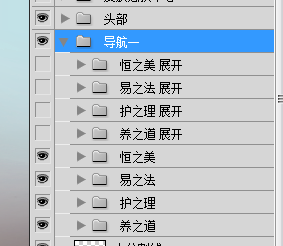 头部
导航一
恒之美 展开
易之法 展开
护之理 展开
养之道 展开
恒之美
易之法
护之理
养之道